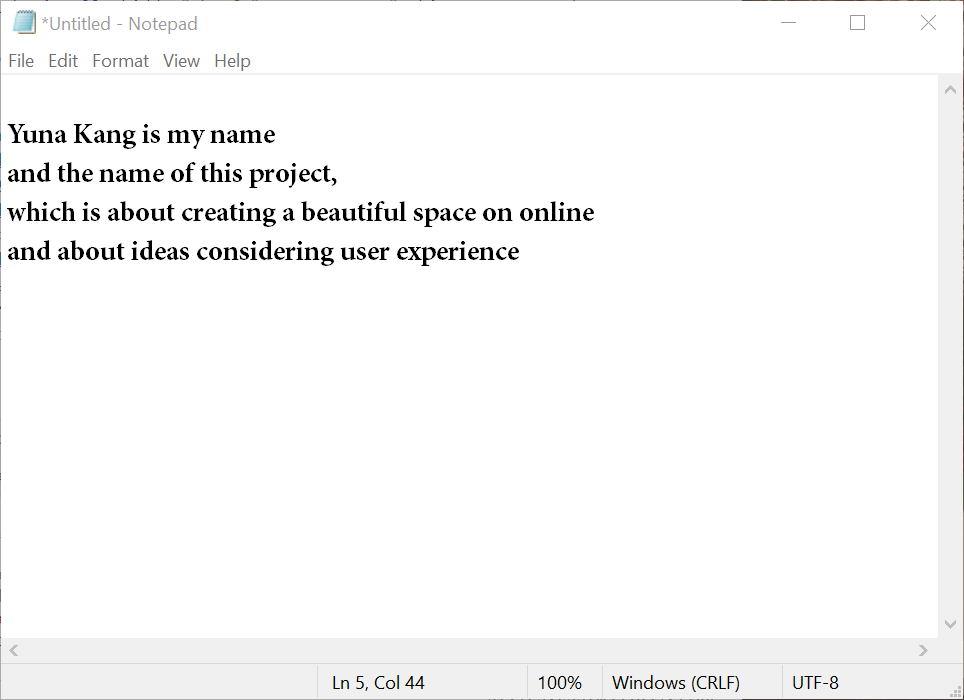 *Untitled - Notepad
File Edit Format View Help
Yuna Kang is my name
and the name of this project,
which is about creating a beautiful space on online
and about ideas considering user experience
Ln 5, Col 44 100% Windows (CRLF) UTF-8